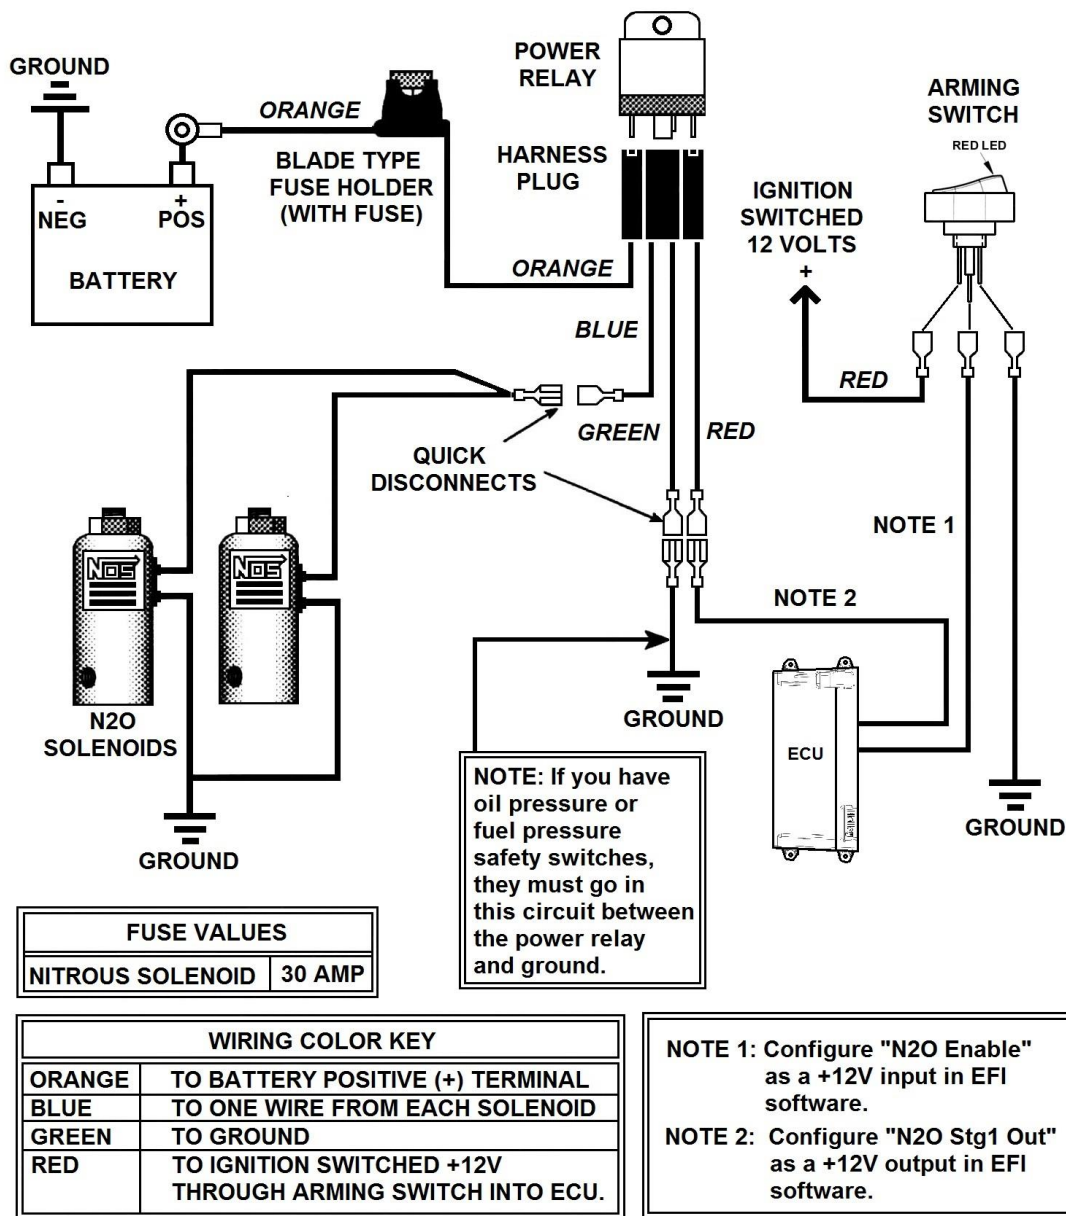 POWER
RELAY
GROUND
ORANGE
ARMING
SWITCH
RED LED
BLADE TYPE
FUSE HOLDER
(WITH FUSE)
HARNESS
PLUG
IGNITION
SWITCHED
12 VOLTS
+
-
NEG
+
POS
BATTERY
ORANGE
BLUE
RED
GREEN
RED
QUICK
DISCONNECTS
NOTE 1
NOS
NOS
NOTE 2
N2O
SOLENOIDS
GROUND
ECU
GROUND
GROUND
NOTE: If you have
oil pressure or
fuel pressure
safety switches,
they must go in
this circuit between
the power relay
and ground.
FUSE VALUES
NITROUS SOLENOID 30 AMP
WIRING COLOR KEY
ORANGE TO BATTERY POSITIVE (+) TERMINAL
BLUE TO ONE WIRE FROM EACH SOLENOID
GREEN TO GROUND
RED TO IGNITION SWITCHED +12V
THROUGH ARMING SWITCH INTO ECU.
NOTE 1: Configure "N2O Enable"
as a +12V input in EFI
software.
NOTE 2: Configure "N2O Stg1 Out"
as a +12V output in EFI
software.